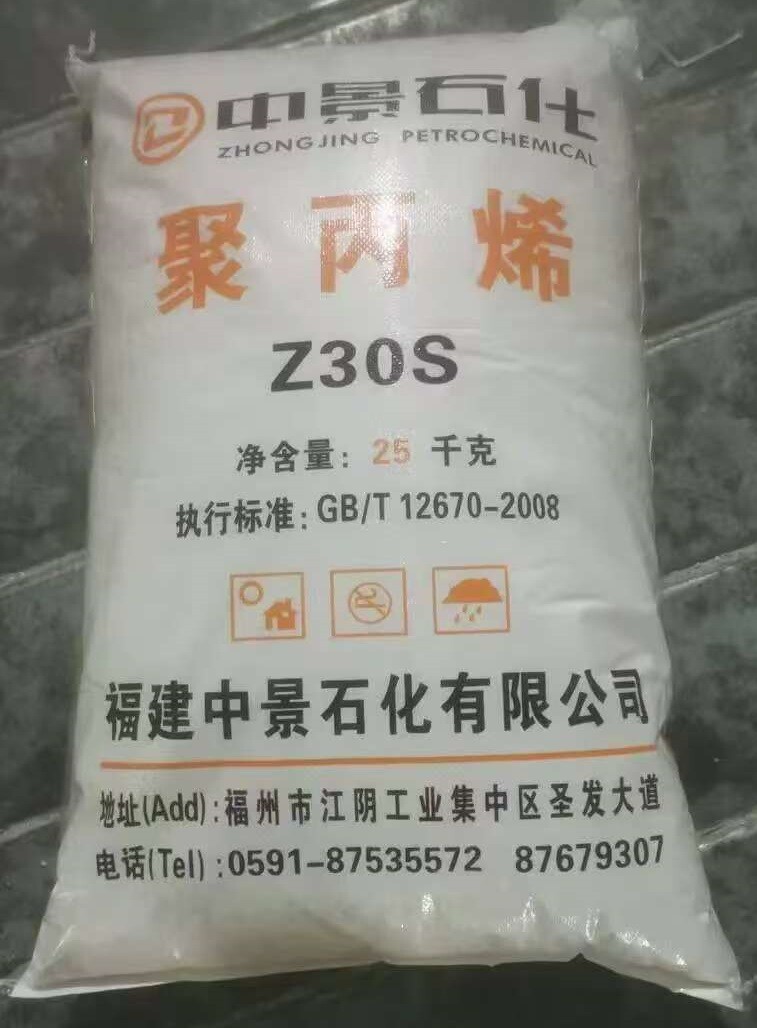 中景石化
ZHONGJING PETROCHEMICAL
聚丙烯
Z30S
净含量：25 千克
执行标准：GB/T 12670-2008
福建中景石化有限公司
地址(Add)：福州市江阴工业集中区圣发大道
电话(Tel)：0591-87535572 87679307